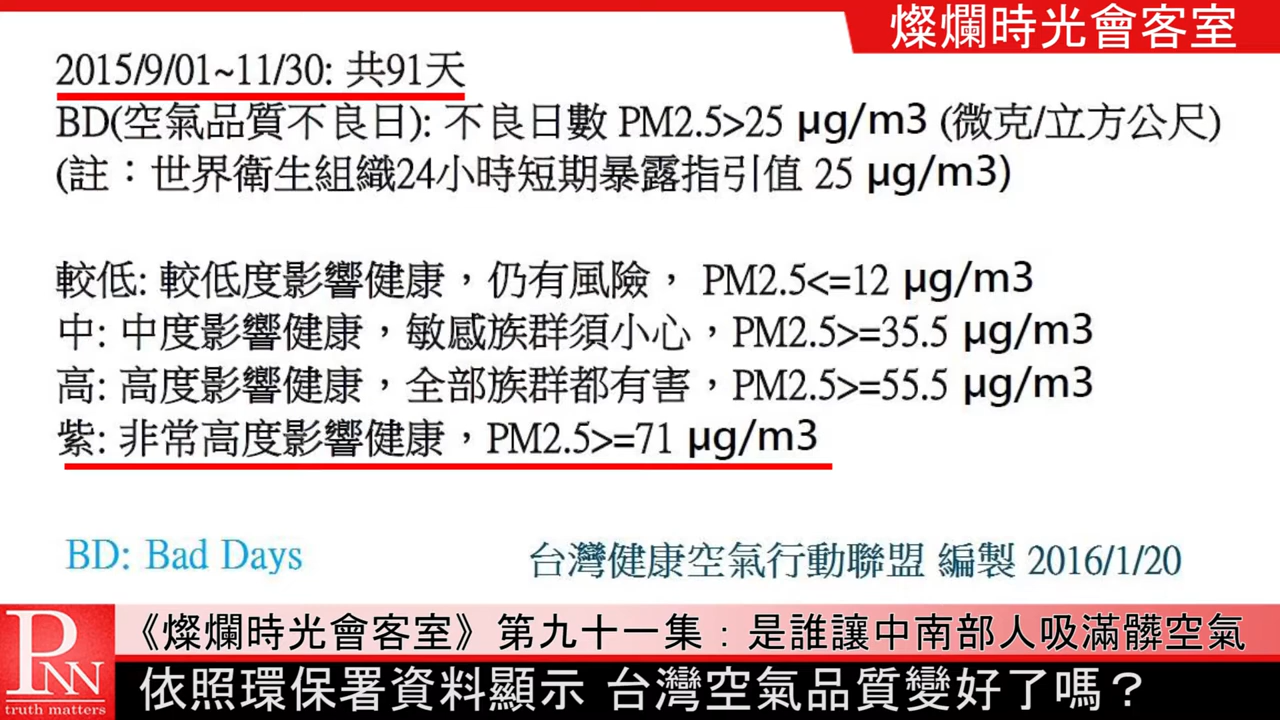 燦爛時光會客室
2015/9/01~11/30: 共91天
BD(空氣品質不良日): 不良日數 PM2.5>25 μg/m3 (微克/立方公尺)
(註：世界衛生組織24小時短期暴露指引值 25 μg/m3)
較低: 較低度影響健康，仍有風險， PM2.5<=12 μg/m3
中: 中度影響健康，敏感族群須小心，PM2.5>=35.5 μg/m3
高: 高度影響健康，全部族群都有害，PM2.5>=55.5 μg/m3
紫: 非常高度影響健康，PM2.5>=71 μg/m3
BD: Bad Days
台灣健康空氣行動聯盟 編製 2016/1/20
《燦爛時光會客室》第九十一集：是誰讓中南部人吸滿髒空氣
PNN
truth matters
依照環保署資料顯示 台灣空氣品質變好了嗎？